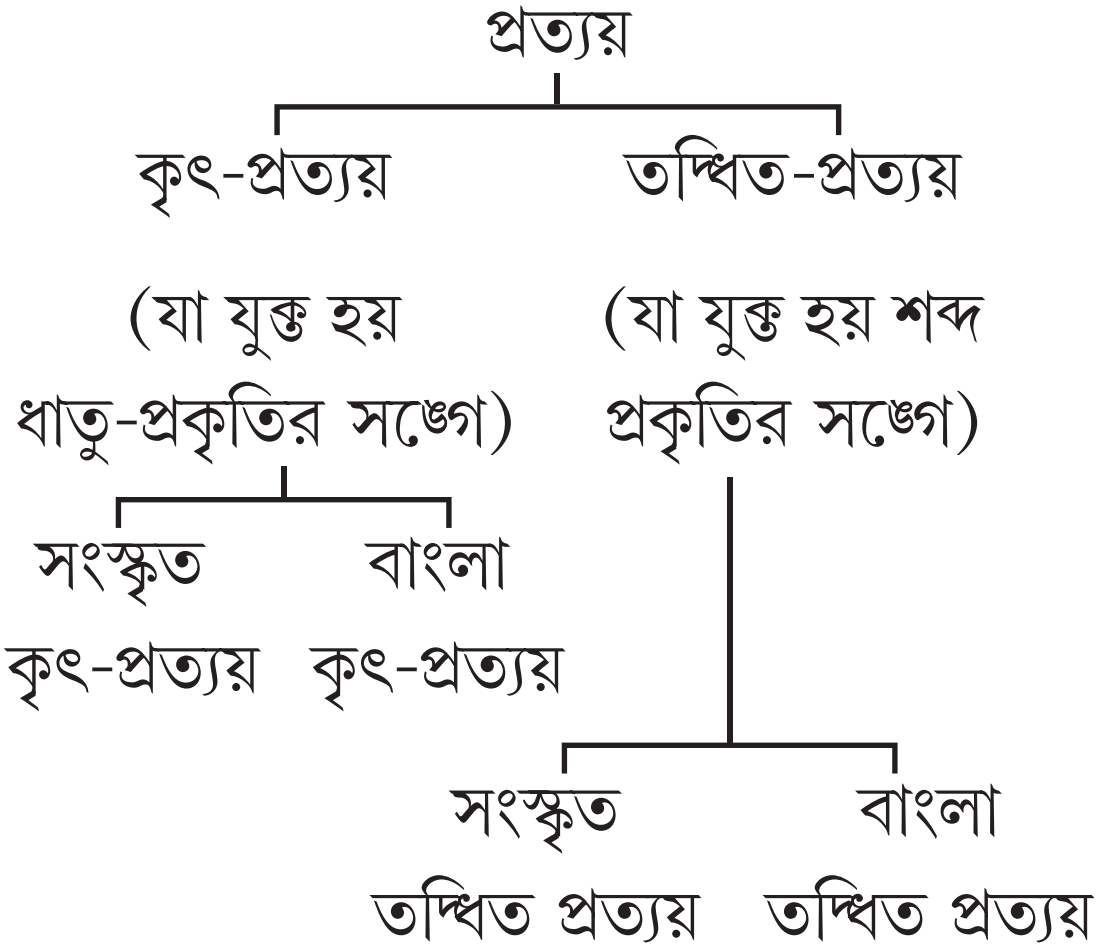 প্রত্যয়
কৃৎ-প্রত্যয় তদ্ধিত-প্রত্যয়
(যা যুক্ত হয় (যা যুক্ত হয় শব্দ
ধাতু-প্রকৃতির সঙ্গে) প্রকৃতির সঙ্গে)
সংস্কৃত বাংলা
কৃৎ-প্রত্যয় কৃৎ-প্রত্যয়
সংস্কৃত বাংলা
তদ্ধিত প্রত্যয় তদ্ধিত প্রত্যয়